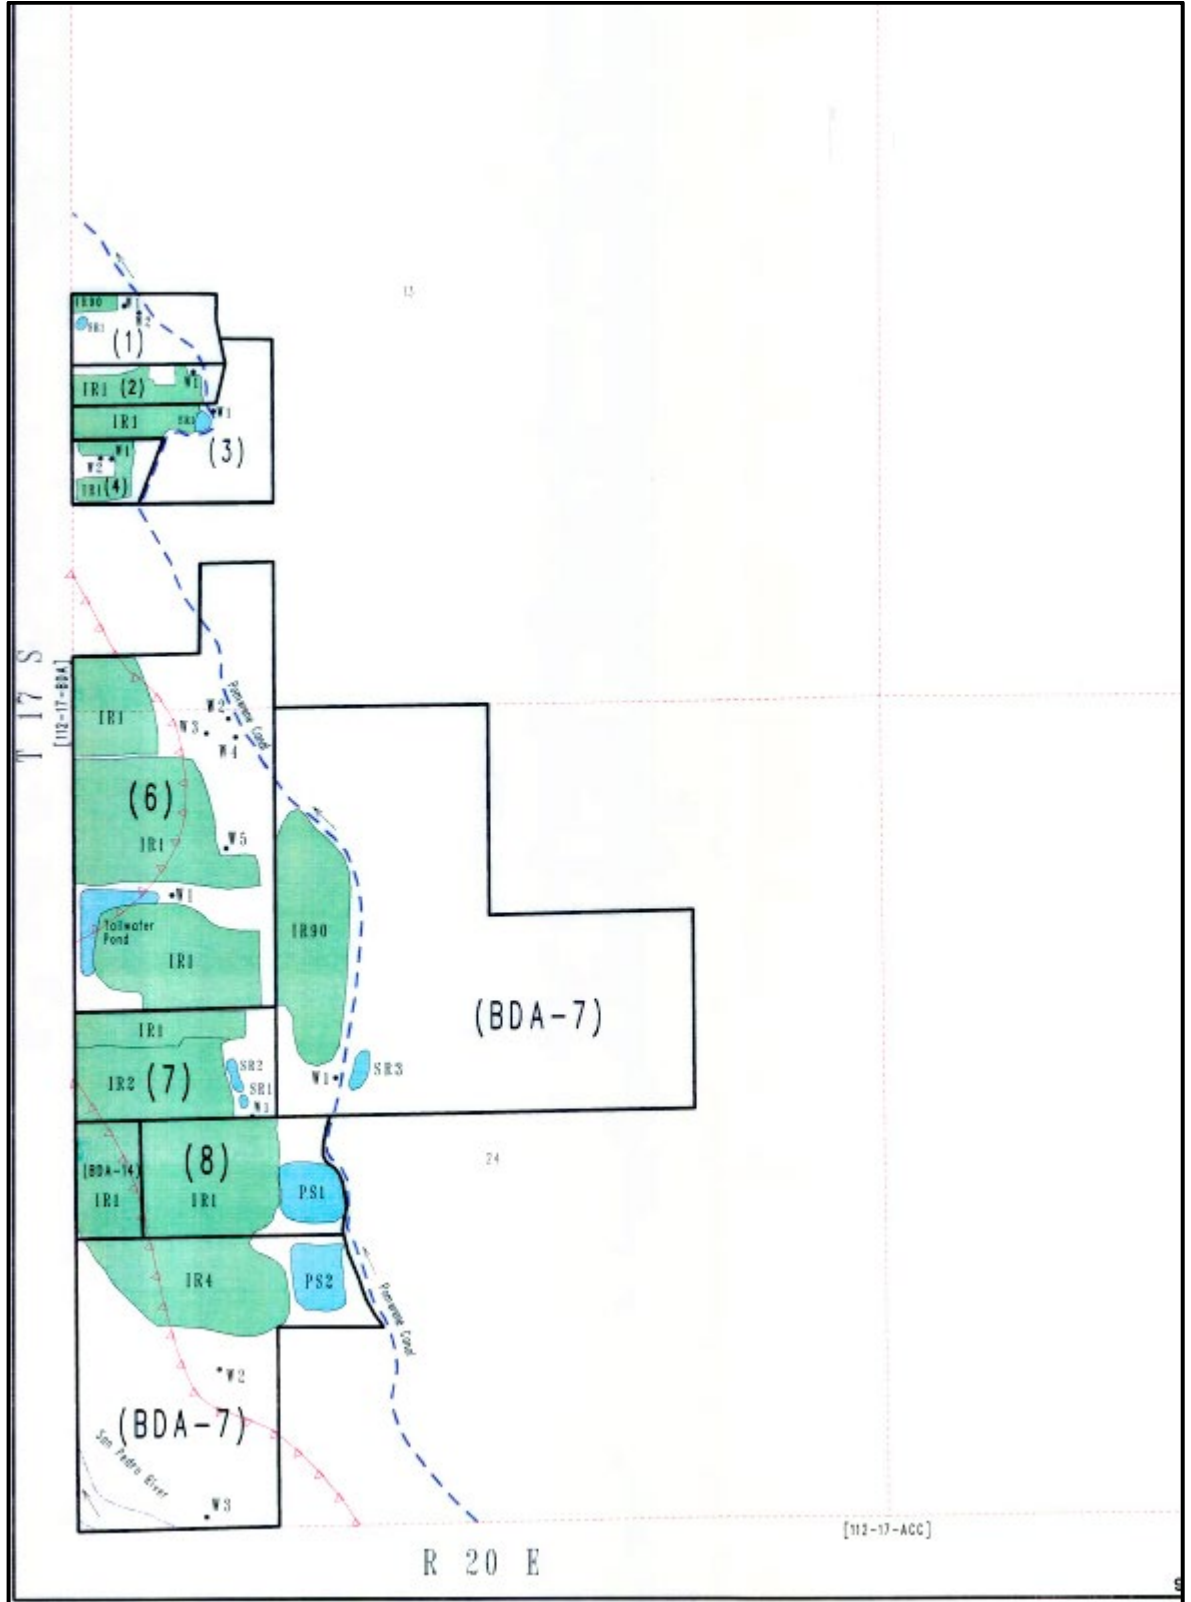 13
IR90
W1
W2
SR1
(1)
W1
IR1 (2)
W1
IR1
SR3
(3)
W1
W2
IR1 (4)
T 17 S
[112-17-BDA]
Pomerene Canal
IR1
W2
W3
W4
(6)
IR1
W5
W1
Tailwater
Pond
IR1
IR90
(BDA-7)
IR1
IR2 (7)
SR2
SR1
W1
SR3
(BDA-14)
IR1
(8)
IR1
PS1
24
IR4
PS2
Pomerene Canal
W2
(BDA-7)
San Pedro River
W3
[112-17-ACC]
R 20 E